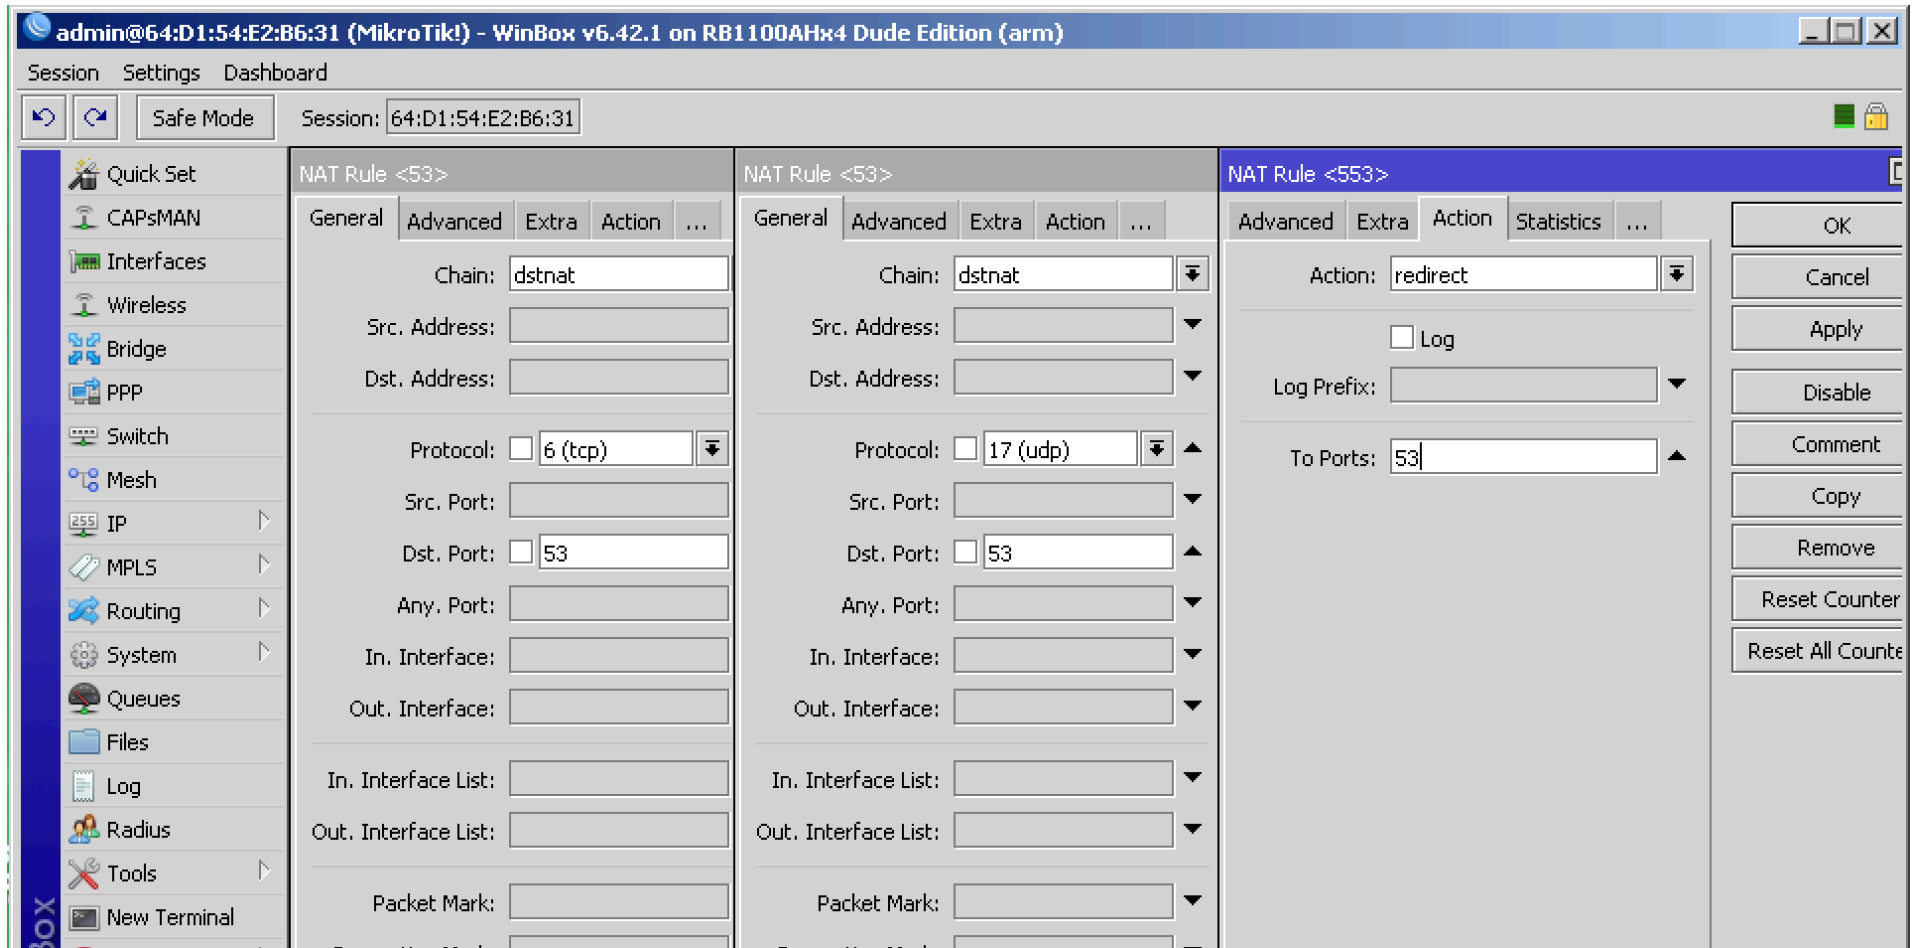 admin@64:D1:54:E2:B6:31 (MikroTik!) - WinBox v6.42.1 on RB1100AHx4 Dude Edition (arm)
Session Settings Dashboard
Safe Mode Session: 64:D1:54:E2:B6:31
Quick Set
CAPsMAN
Interfaces
Wireless
Bridge
PPP
Switch
Mesh
255 IP
MPLS
Routing
System
Queues
Files
Log
Radius
Tools
New Terminal
NAT Rule <53>
General Advanced Extra Action ...
Chain: dstnat
Src. Address:
Dst. Address:
Protocol: 6 (tcp)
Src. Port:
Dst. Port: 53
Any. Port:
In. Interface:
Out. Interface:
In. Interface List:
Out. Interface List:
Packet Mark:
NAT Rule <53>
General Advanced Extra Action ...
Chain: dstnat
Src. Address:
Dst. Address:
Protocol: 17 (udp)
Src. Port:
Dst. Port: 53
Any. Port:
In. Interface:
Out. Interface:
In. Interface List:
Out. Interface List:
Packet Mark:
NAT Rule <553>
Advanced Extra Action Statistics ...
Action: redirect
Log
Log Prefix:
To Ports: 53
OK
Cancel
Apply
Disable
Comment
Copy
Remove
Reset Counter
Reset All Counte